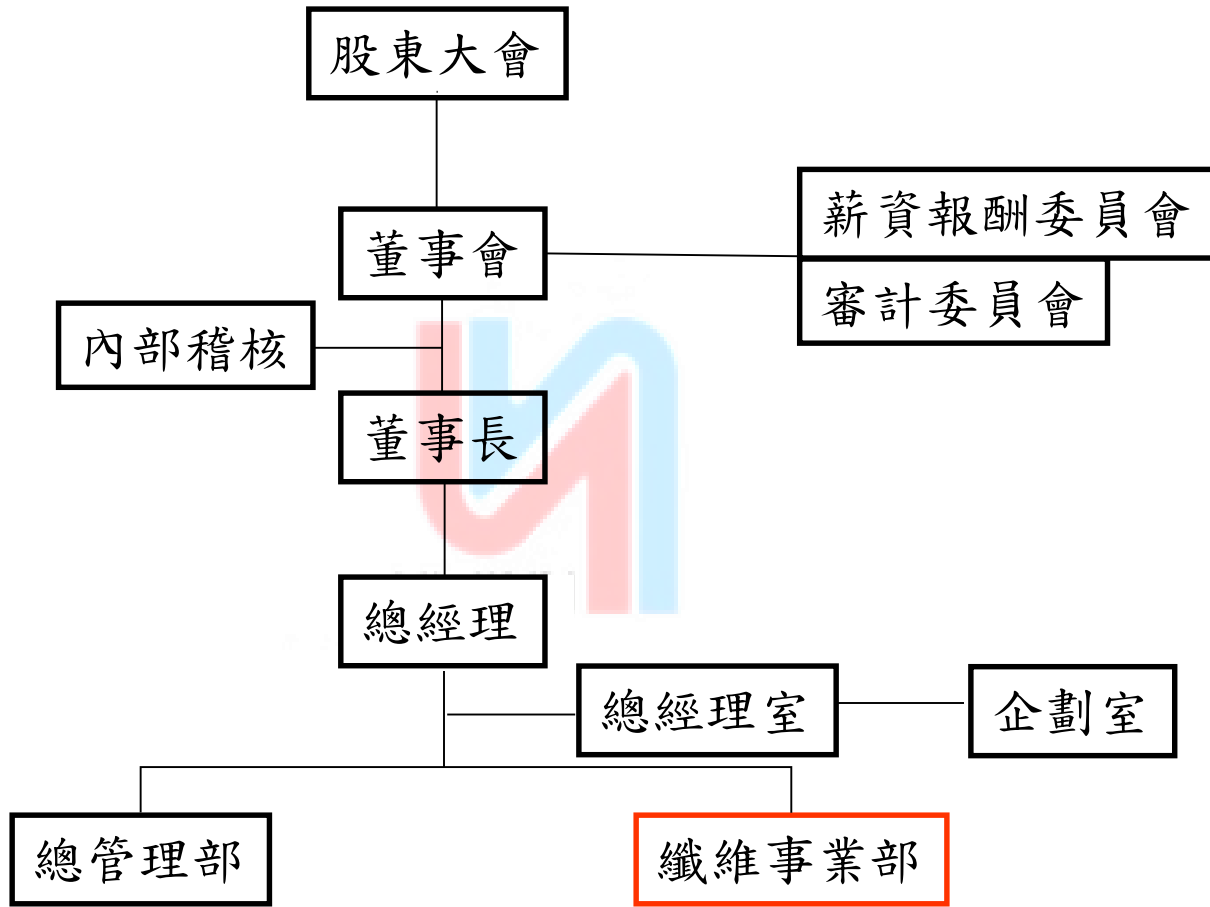 股東大會
薪資報酬委員會
董事會
審計委員會
內部稽核
董事長
總經理
總經理室
企劃室
總管理部
纖維事業部